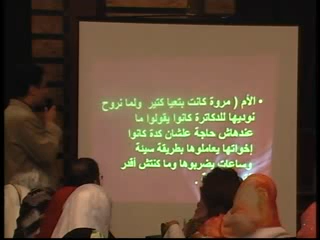 • الأم ( مروة كانت بتعيا كتير ولما نروح
نوديها للدكاترة كانوا يقولوا ما
عندهاش حاجة علشان كدة كانوا
إخواتها يعاملوها بطريقة سيئة
وساعات يضربوها وما كنتش أقدر